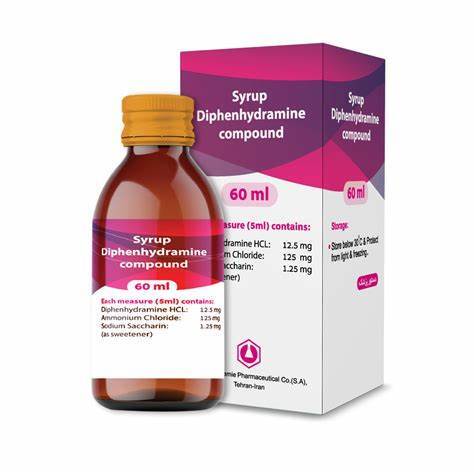 Syrup
Diphenhydramine
compound
60 ml
Each measure (5ml) contains:
Diphenhydramine HCL: 12.5 mg
Ammonium Chloride: 125 mg
Sodium Saccharin: 1.25 mg
(as sweetener)
Syrup
Diphenhydramine
compound
60 ml
measure (5ml) contains:
dramine HCL: 12.5 mg
Chloride: 125 mg
ccharin: 1.25 mg
ner)
Pharmaceutical Co.(S.A),
Tehran-Iran
Syrup
Diphenhydramine
compound
60 ml
Storage:
Store below 30°C & Protect
from light & freezing.